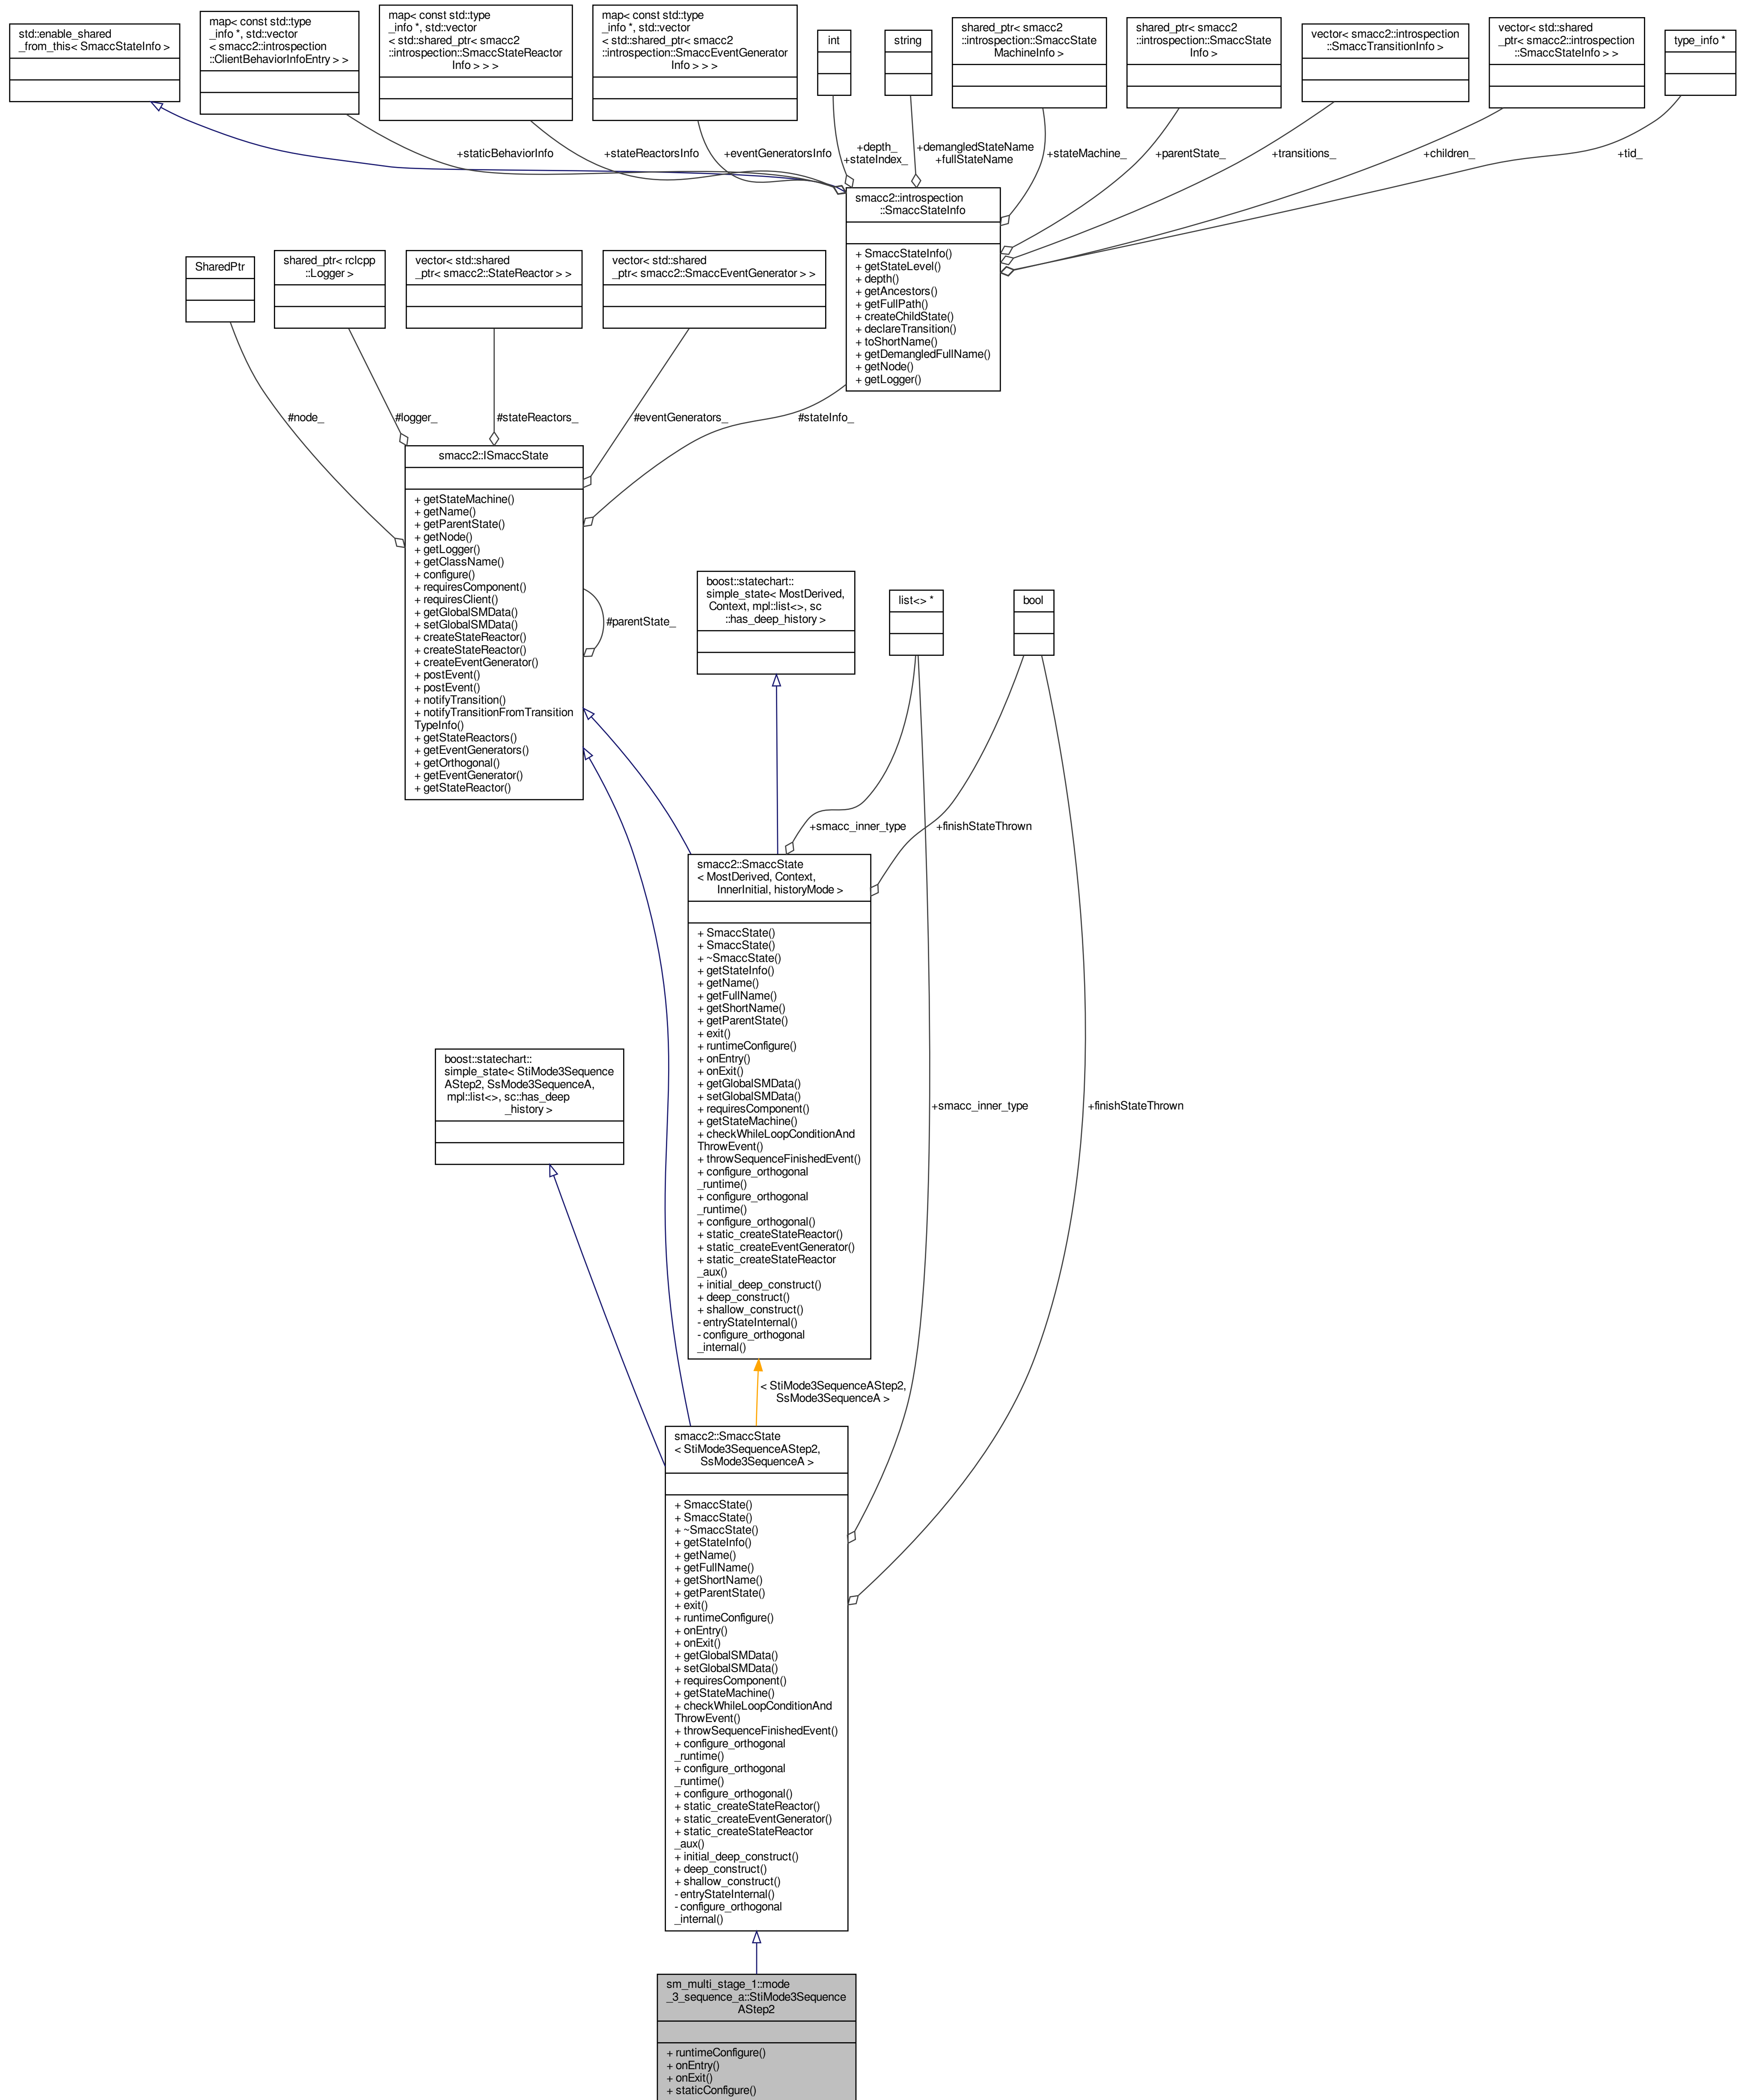 std::enable_shared
_from_this< SmaccStateInfo >
map< const std::type
_info *, std::vector
< smacc2::introspection
::ClientBehaviorInfoEntry > >
map< const std::type
_info *, std::vector
< std::shared_ptr< smacc2
::introspection::SmaccStateReactor
Info > > >
map< const std::type
_info *, std::vector
< std::shared_ptr< smacc2
::introspection::SmaccEventGenerator
Info > > >
int
string
shared_ptr< smacc2
::introspection::SmaccState
MachineInfo >
shared_ptr< smacc2
::introspection::SmaccState
Info >
vector< smacc2::introspection
::SmaccTransitionInfo >
vector< std::shared
_ptr< smacc2::introspection
::SmaccStateInfo > >
type_info *
+staticBehaviorInfo
+stateReactorsInfo
+eventGeneratorsInfo
+depth_
+stateIndex_
+demangledStateName
+fullStateName
+stateMachine_
+parentState_
+transitions_
+children_
+tid_
smacc2::introspection
::SmaccStateInfo
+ SmaccStateInfo()
+ getStateLevel()
+ depth()
+ getAncestors()
+ getFullPath()
+ createChildState()
+ declareTransition()
+ toShortName()
+ getDemangledFullName()
+ getNode()
+ getLogger()
SharedPtr
shared_ptr< rclcpp
::Logger >
vector< std::shared
_ptr< smacc2::StateReactor > >
vector< std::shared
_ptr< smacc2::SmaccEventGenerator > >
#node_
#logger_
#stateReactors_
#eventGenerators_
#stateInfo_
smacc2::ISmaccState
+ getStateMachine()
+ getName()
+ getParentState()
+ getNode()
+ getLogger()
+ getClassName()
+ configure()
+ requiresComponent()
+ requiresClient()
+ getGlobalSMData()
+ setGlobalSMData()
+ createStateReactor()
+ createStateReactor()
+ createEventGenerator()
+ postEvent()
+ postEvent()
+ notifyTransition()
+ notifyTransitionFromTransition
TypeInfo()
+ getStateReactors()
+ getEventGenerators()
+ getOrthogonal()
+ getEventGenerator()
+ getStateReactor()
#parentState_
boost::statechart::
simple_state< MostDerived,
Context, mpl::list<>, sc
::has_deep_history >
list<> *
bool
+smacc_inner_type
+finishStateThrown
smacc2::SmaccState
< MostDerived, Context,
InnerInitial, historyMode >
+ SmaccState()
+ SmaccState()
+ ~SmaccState()
+ getStateInfo()
+ getName()
+ getFullName()
+ getShortName()
+ getParentState()
+ exit()
+ runtimeConfigure()
+ onEntry()
+ onExit()
+ getGlobalSMData()
+ setGlobalSMData()
+ requiresComponent()
+ getStateMachine()
+ checkWhileLoopConditionAnd
ThrowEvent()
+ throwSequenceFinishedEvent()
+ configure_orthogonal
_runtime()
+ configure_orthogonal
_runtime()
+ configure_orthogonal()
+ static_createStateReactor()
+ static_createEventGenerator()
+ static_createStateReactor
_aux()
+ initial_deep_construct()
+ deep_construct()
+ shallow_construct()
- entryStateInternal()
- configure_orthogonal
_internal()
boost::statechart::
simple_state< StiMode3Sequence
AStep2, SsMode3SequenceA,
mpl::list<>, sc::has_deep
_history >
+smacc_inner_type
+finishStateThrown
< StiMode3SequenceAStep2,
SsMode3SequenceA >
smacc2::SmaccState
< StiMode3SequenceAStep2,
SsMode3SequenceA >
+ SmaccState()
+ SmaccState()
+ ~SmaccState()
+ getStateInfo()
+ getName()
+ getFullName()
+ getShortName()
+ getParentState()
+ exit()
+ runtimeConfigure()
+ onEntry()
+ onExit()
+ getGlobalSMData()
+ setGlobalSMData()
+ requiresComponent()
+ getStateMachine()
+ checkWhileLoopConditionAnd
ThrowEvent()
+ throwSequenceFinishedEvent()
+ configure_orthogonal
_runtime()
+ configure_orthogonal
_runtime()
+ configure_orthogonal()
+ static_createStateReactor()
+ static_createEventGenerator()
+ static_createStateReactor
_aux()
+ initial_deep_construct()
+ deep_construct()
+ shallow_construct()
- entryStateInternal()
- configure_orthogonal
_internal()
sm_multi_stage_1::mode
_3_sequence_a::StiMode3Sequence
AStep2
+ runtimeConfigure()
+ onEntry()
+ onExit()
+ staticConfigure()